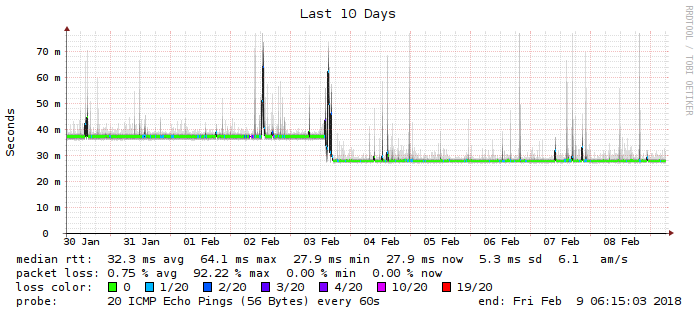 Last 10 Days
RRDTOOL / TOBI OETIKER
Seconds
70 m
60 m
50 m
40 m
30 m
20 m
10 m
0
30 Jan 31 Jan 01 Feb 02 Feb 03 Feb 04 Feb 05 Feb 06 Feb 07 Feb 08 Feb
median rtt: 32.3 ms avg 64.1 ms max 27.9 ms min 27.9 ms now 5.3 ms sd 6.1 am/s
packet loss: 0.75 % avg 92.22 % max 0.00 % min 0.00 % now
loss color: 0 1/20 2/20 3/20 4/20 10/20 19/20
probe: 20 ICMP Echo Pings (56 Bytes) every 60s end: Fri Feb 9 06:15:03 2018